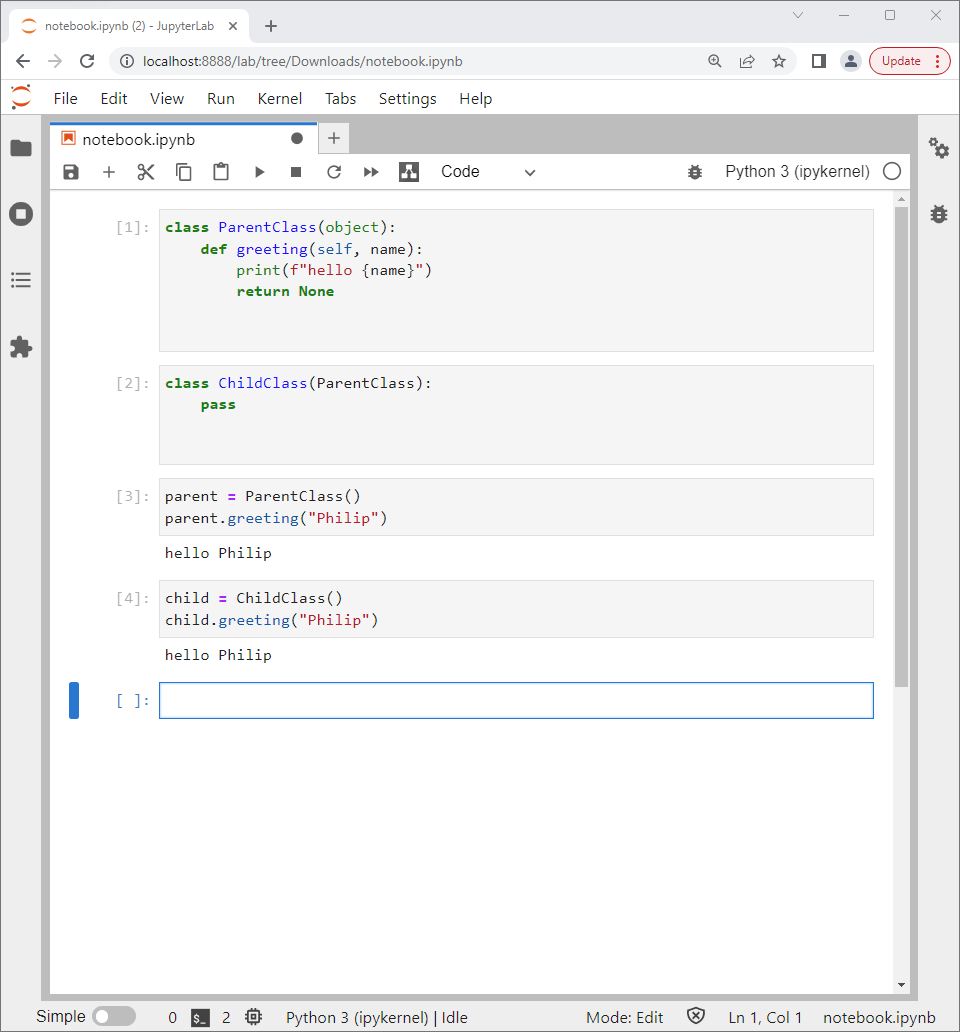 notebook.ipynb (2) - JupyterLab
localhost:8888/lab/tree/Downloads/notebook.ipynb
Update
File Edit View Run Kernel Tabs Settings Help
notebook.ipynb
Code Python 3 (ipykernel)
[1]: class ParentClass(object):
    def greeting(self, name):
        print(f"hello {name}")
        return None
[2]: class ChildClass(ParentClass):
    pass
[3]: parent = ParentClass()
parent.greeting("Philip")
hello Philip
[4]: child = ChildClass()
child.greeting("Philip")
hello Philip
[ ]:
Simple 0 $_ 2 Python 3 (ipykernel) | Idle Mode: Edit Ln 1, Col 1 notebook.ipynb